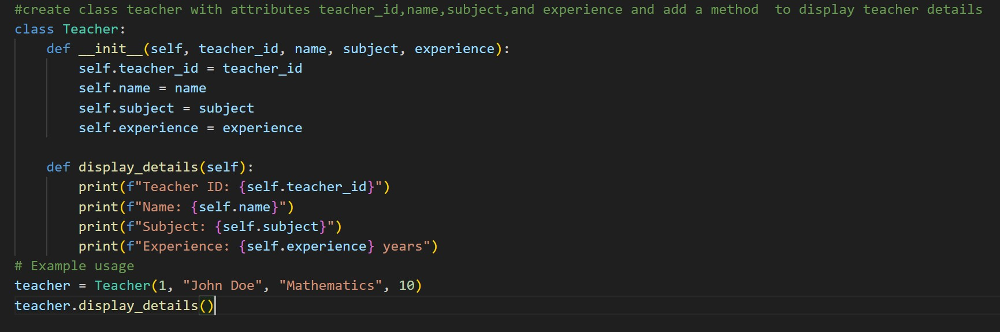 #create class teacher with attributes teacher_id,name,subject,and experience and add a method  to display teacher details
class Teacher:
    def __init__(self, teacher_id, name, subject, experience):
        self.teacher_id = teacher_id
        self.name = name
        self.subject = subject
        self.experience = experience

    def display_details(self):
        print(f"Teacher ID: {self.teacher_id}")
        print(f"Name: {self.name}")
        print(f"Subject: {self.subject}")
        print(f"Experience: {self.experience} years")
# Example usage
teacher = Teacher(1, "John Doe", "Mathematics", 10)
teacher.display_details()